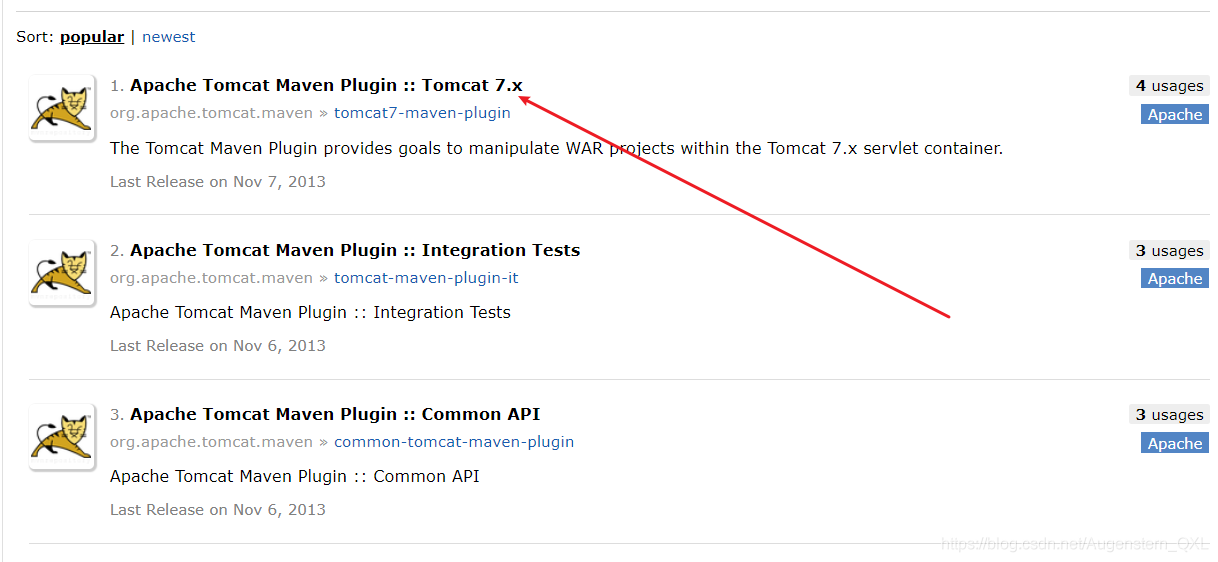 Sort: popular | newest
1. Apache Tomcat Maven Plugin :: Tomcat 7.x
4 usages
org.apache.tomcat.maven » tomcat7-maven-plugin
Apache
The Tomcat Maven Plugin provides goals to manipulate WAR projects within the Tomcat 7.x servlet container.
Last Release on Nov 7, 2013
2. Apache Tomcat Maven Plugin :: Integration Tests
3 usages
org.apache.tomcat.maven » tomcat-maven-plugin-it
Apache
Apache Tomcat Maven Plugin :: Integration Tests
Last Release on Nov 6, 2013
3. Apache Tomcat Maven Plugin :: Common API
3 usages
org.apache.tomcat.maven » common-tomcat-maven-plugin
Apache
Apache Tomcat Maven Plugin :: Common API
Last Release on Nov 6, 2013
https://blog.csdn.net/Augenstern_QXL